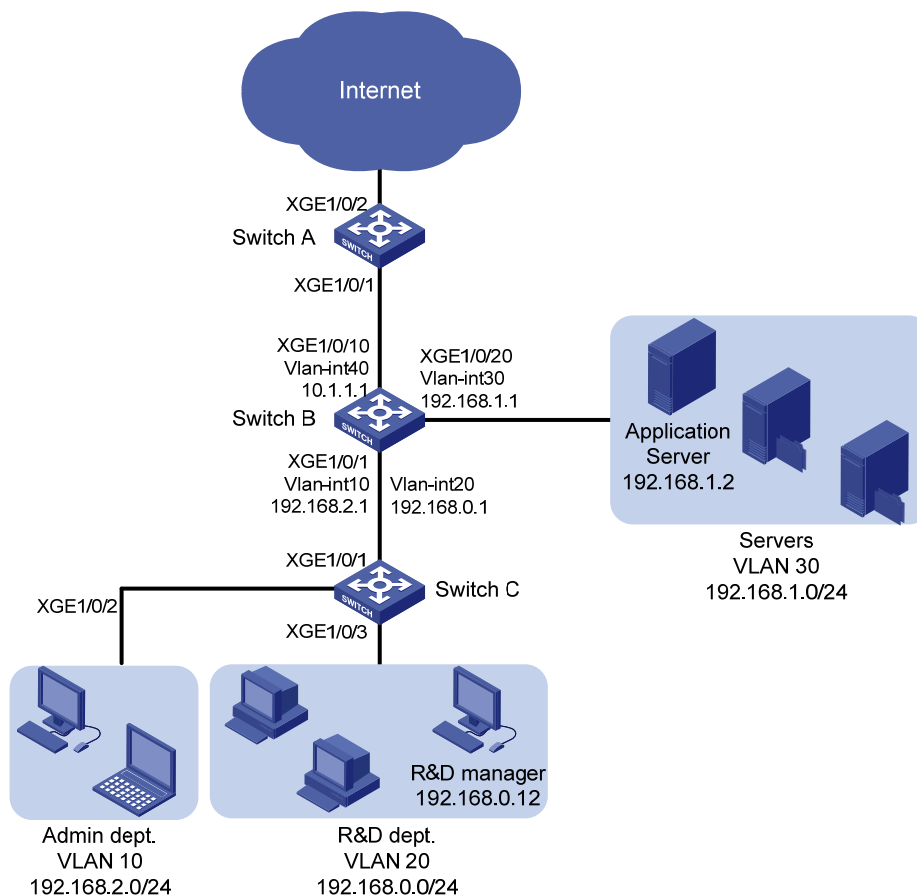 Internet
XGE1/0/2
Switch A
SWITCH
XGE1/0/1
XGE1/0/10
Vlan-int40
10.1.1.1
XGE1/0/20
Vlan-int30
192.168.1.1
Switch B
SWITCH
Application
Server
192.168.1.2
XGE1/0/1
Vlan-int10
192.168.2.1
Vlan-int20
192.168.0.1
Servers
VLAN 30
192.168.1.0/24
XGE1/0/1
Switch C
SWITCH
XGE1/0/2
XGE1/0/3
R&D manager
192.168.0.12
Admin dept.
VLAN 10
192.168.2.0/24
R&D dept.
VLAN 20
192.168.0.0/24